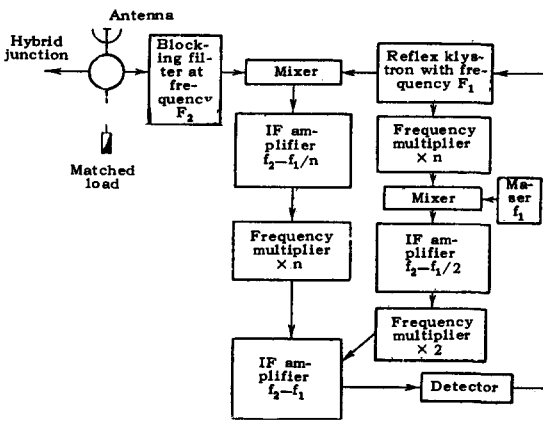 Antenna
Hybrid
junction
Block-
ing fil-
ter at
fre-
quency
F₂
Mixer
Reflex klys-
tron with fre-
quency F₁
Matched
load
IF am-
plifier
f₂—f₁/n
Frequency
multiplier
× n
Mixer
Ma-
ser
f₁
Frequency
multiplier
× n
IF am-
plifier
f₂—f₁/2
Frequency
multiplier
× 2
IF am-
plifier
f₂—f₁
Detector